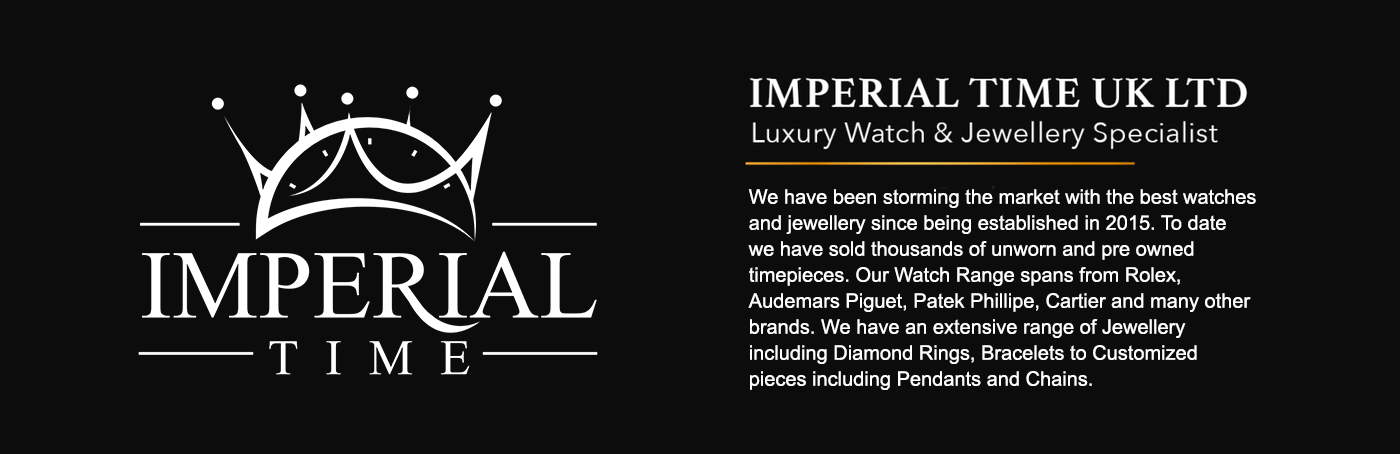 IMPERIAL
TIME
IMPERIAL TIME UK LTD
Luxury Watch & Jewellery Specialist
We have been storming the market with the best watches
and jewellery since being established in 2015. To date
we have sold thousands of unworn and pre owned
timepieces. Our Watch Range spans from Rolex,
Audemars Piguet, Patek Phillipe, Cartier and many other
brands. We have an extensive range of Jewellery
including Diamond Rings, Bracelets to Customized
pieces including Pendants and Chains.